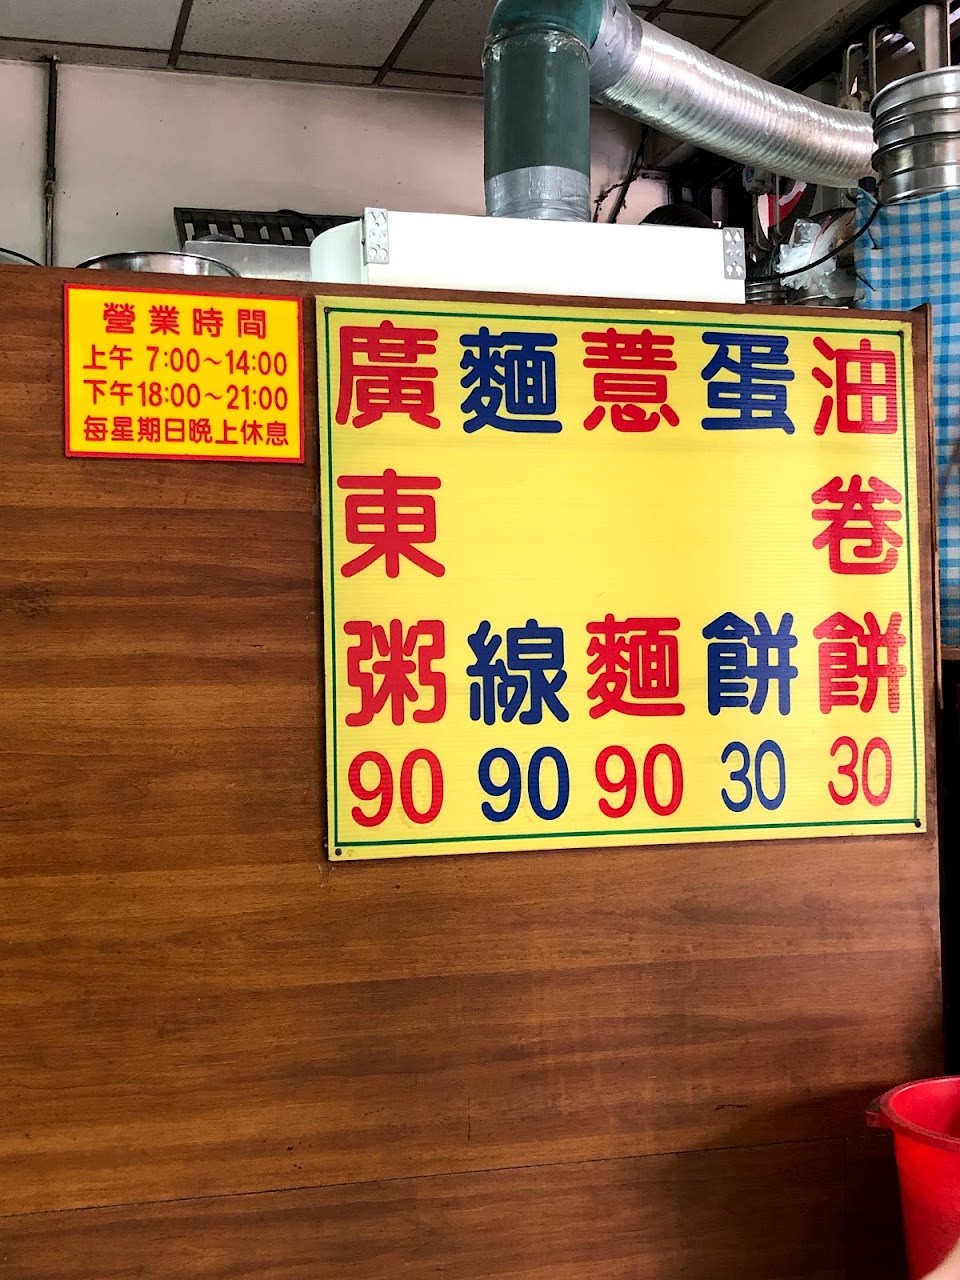 營業時間
上午 7:00～14:00
下午18:00～21:00
每星期日晚上休息
油卷餅 30
蛋餅 30
薏麵 90
麵線 90
廣東粥 90